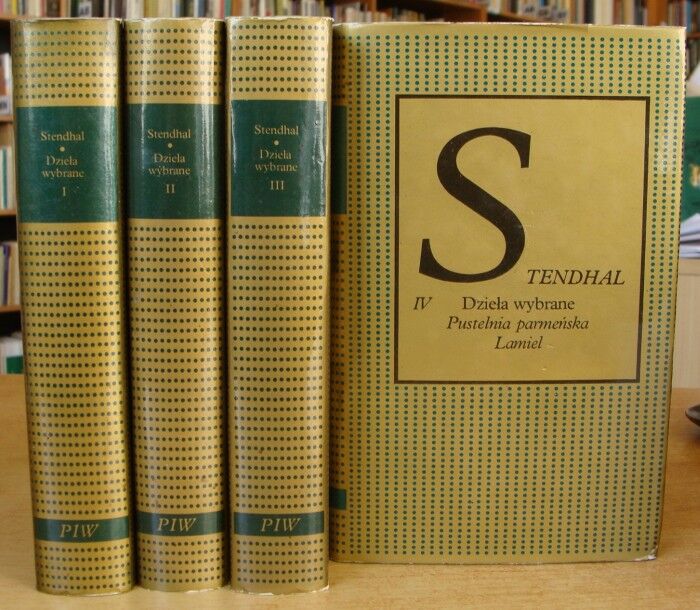 Stendhal
Dzieła
wybrane
I
PIW
Stendhal
Dzieła
wybrane
II
PIW
Stendhal
Dzieła
wybrane
III
PIW
STENDHAL
IV Dzieła wybrane
Pustelnia parmeńska
Lamiel